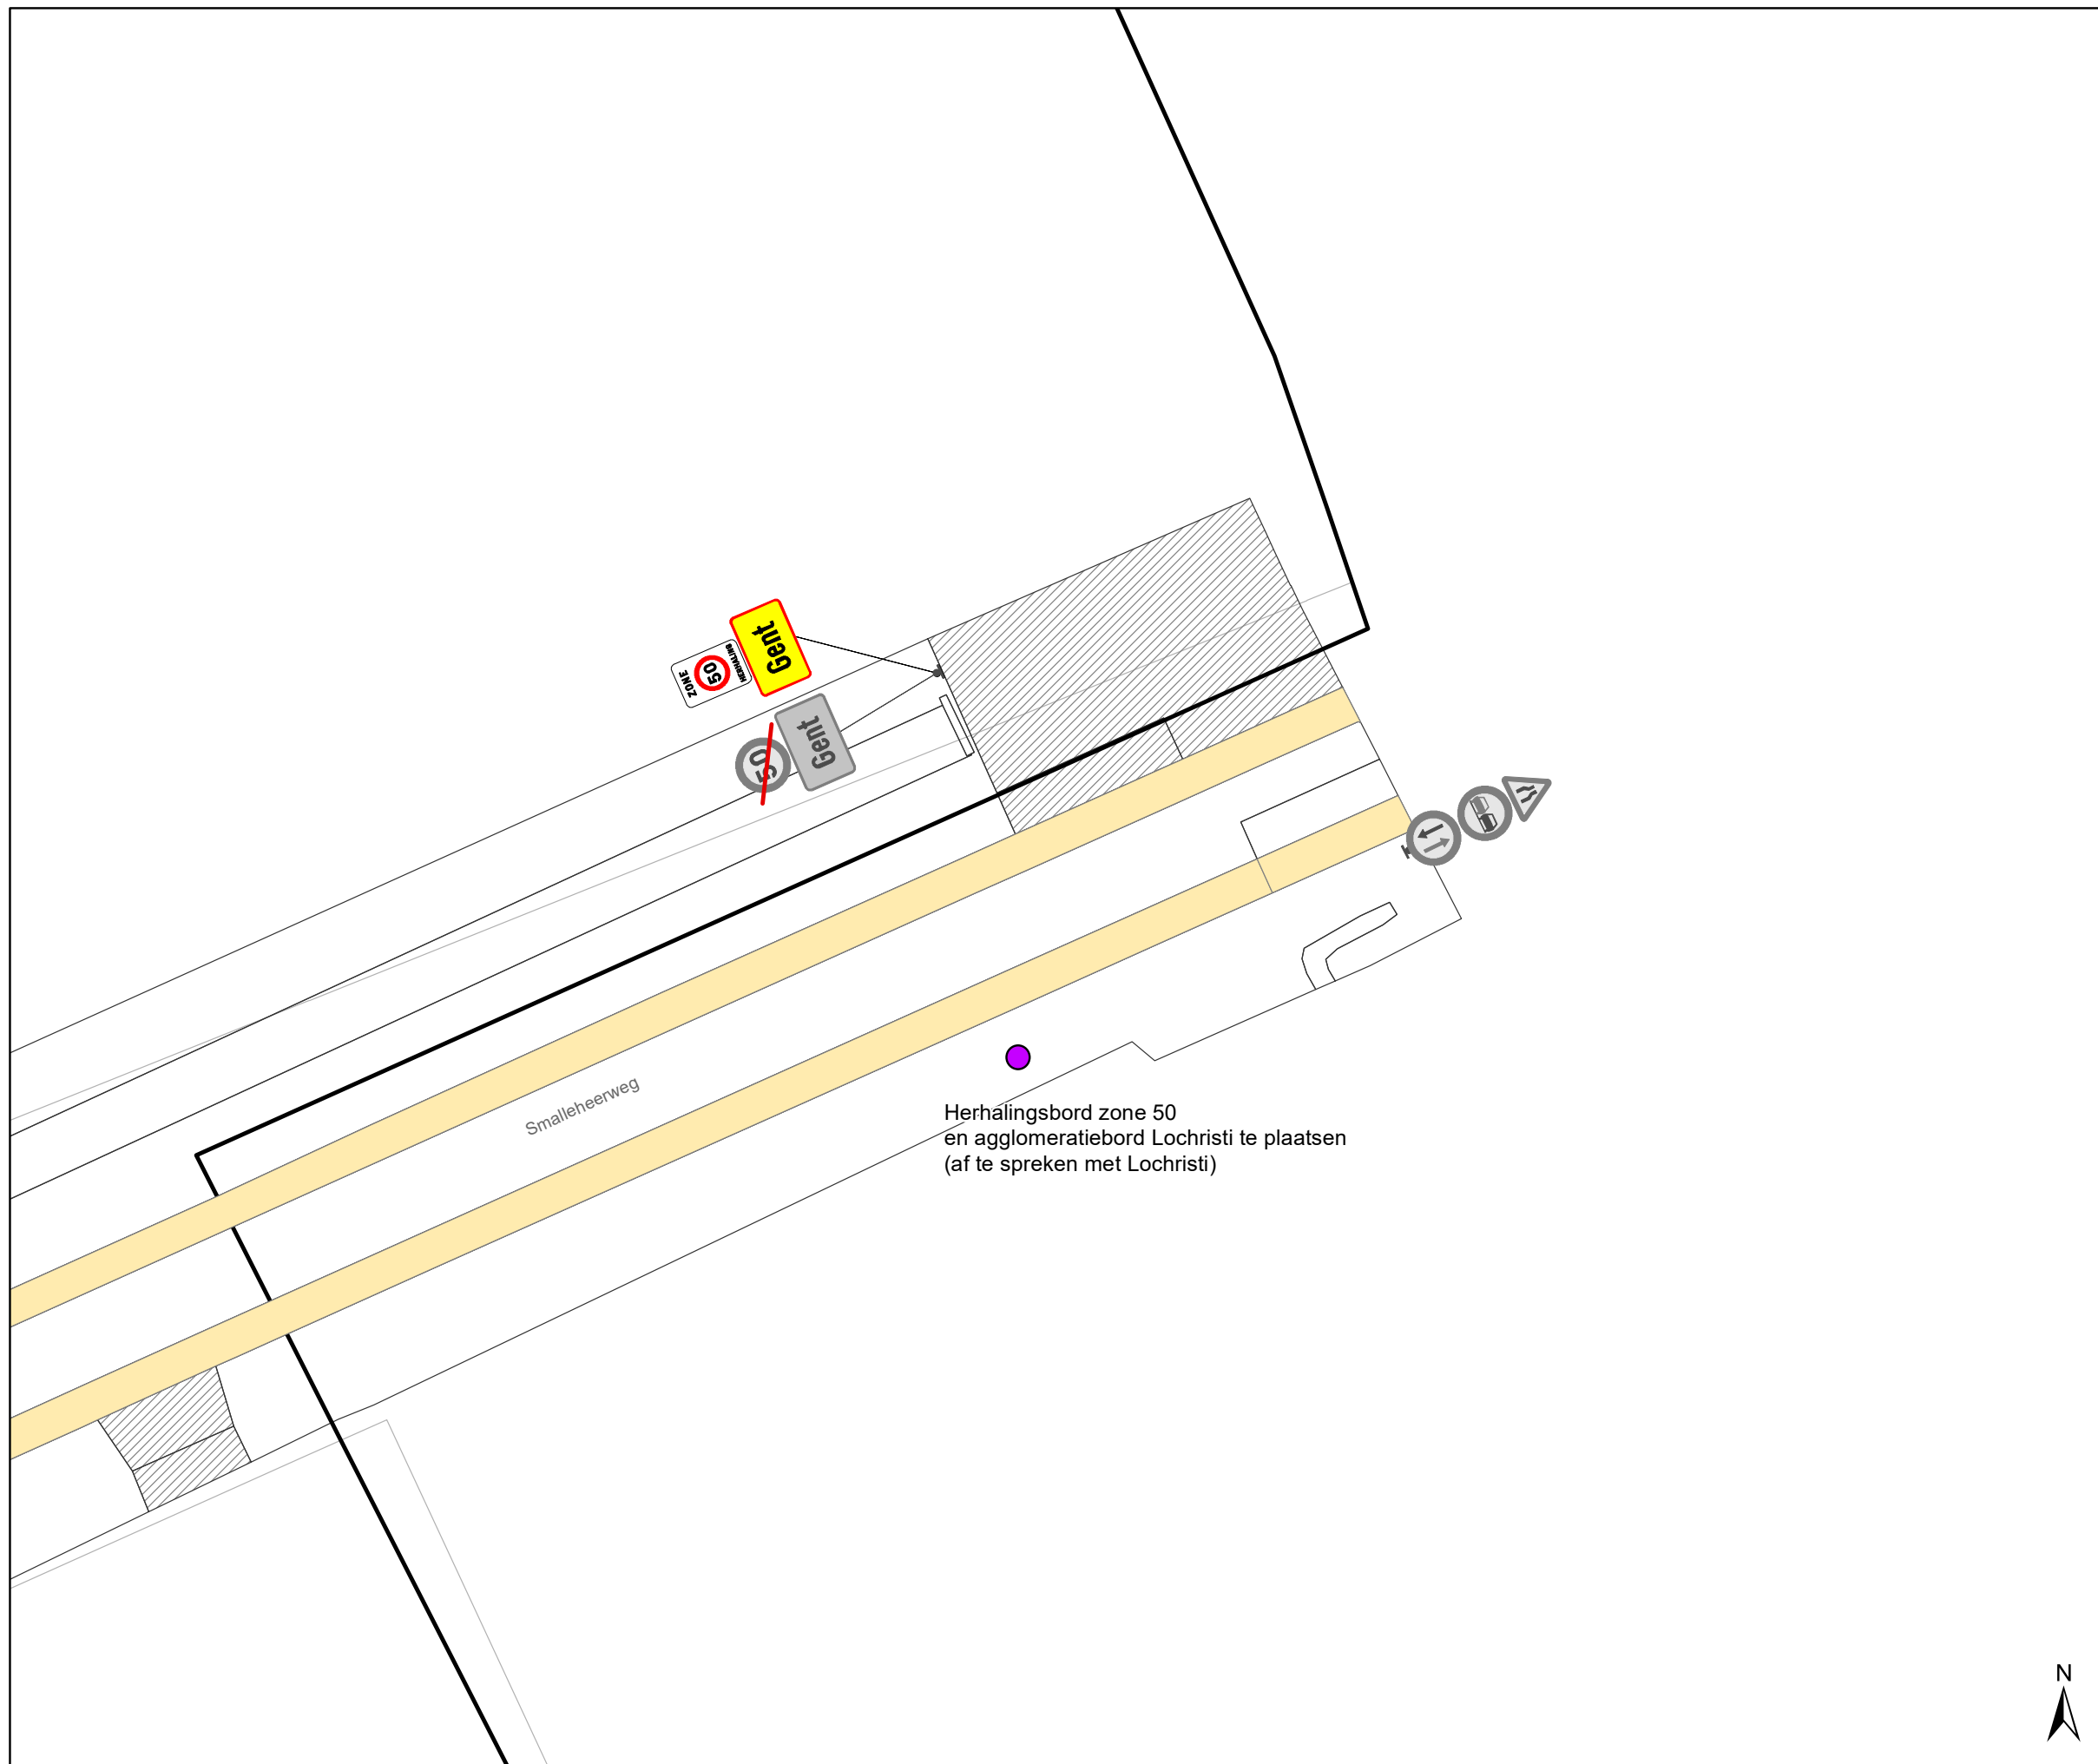 Gent
ZONE
50
HERHALING
Gent
50
Smalleheerweg
Herhalingsbord zone 50
en agglomeratiebord Lochristi te plaatsen
(af te spreken met Lochristi)
N